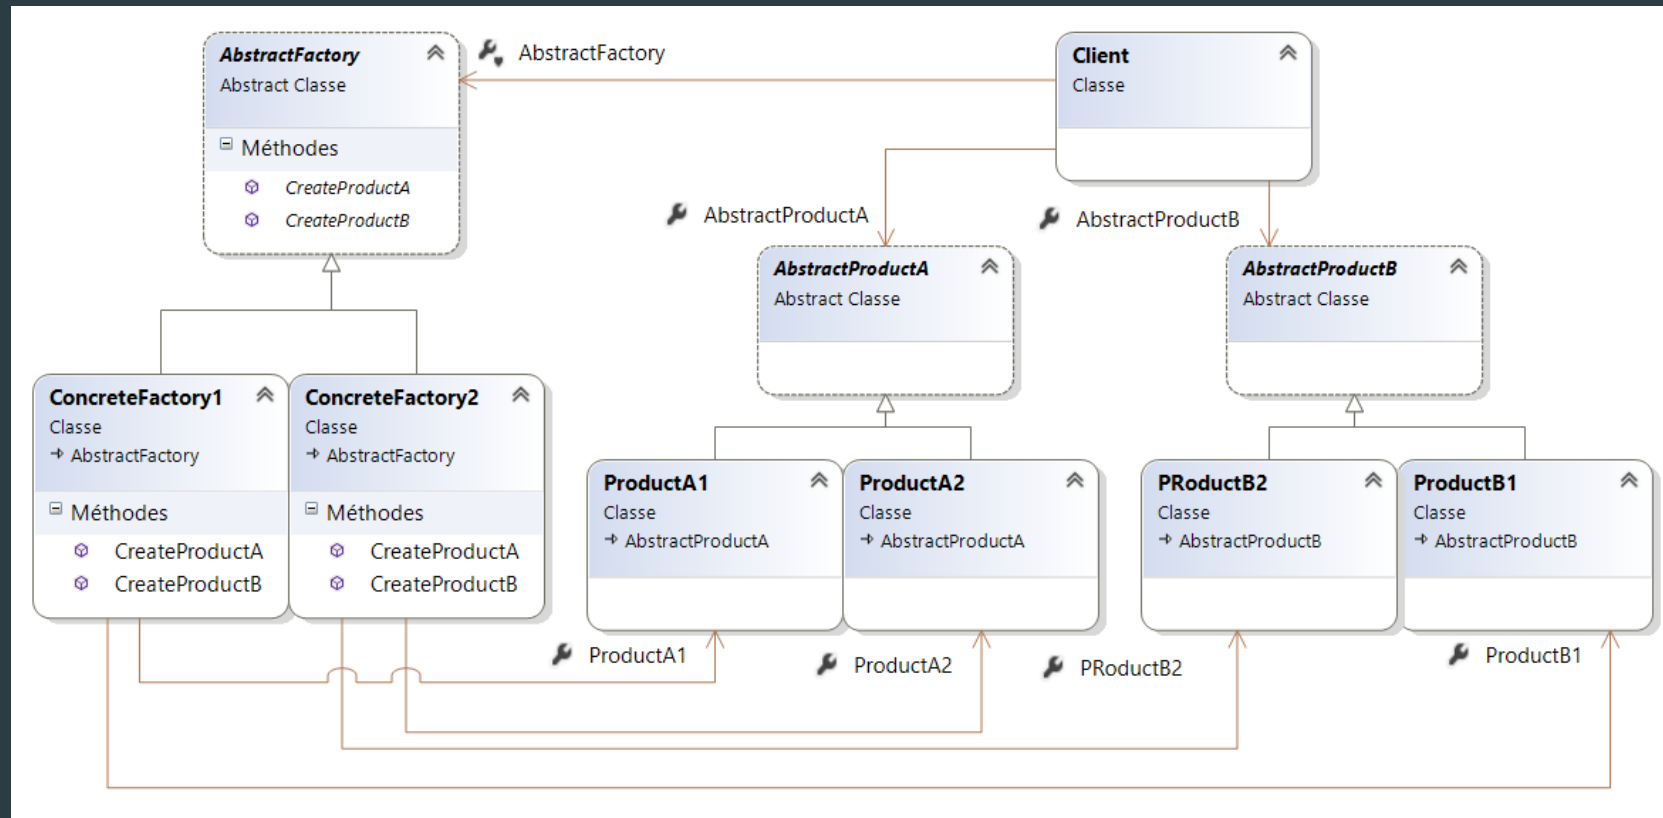 AbstractFactory
Abstract Classe
Méthodes
CreateProductA
CreateProductB
AbstractFactory
Client
Classe
AbstractProductA
AbstractProductB
AbstractProductA
Abstract Classe
AbstractProductB
Abstract Classe
ConcreteFactory1
Classe
AbstractFactory
Méthodes
CreateProductA
CreateProductB
ConcreteFactory2
Classe
AbstractFactory
Méthodes
CreateProductA
CreateProductB
ProductA1
Classe
AbstractProductA
ProductA2
Classe
AbstractProductA
PRoductB2
Classe
AbstractProductB
ProductB1
Classe
AbstractProductB
ProductA1
ProductA2
PRoductB2
ProductB1